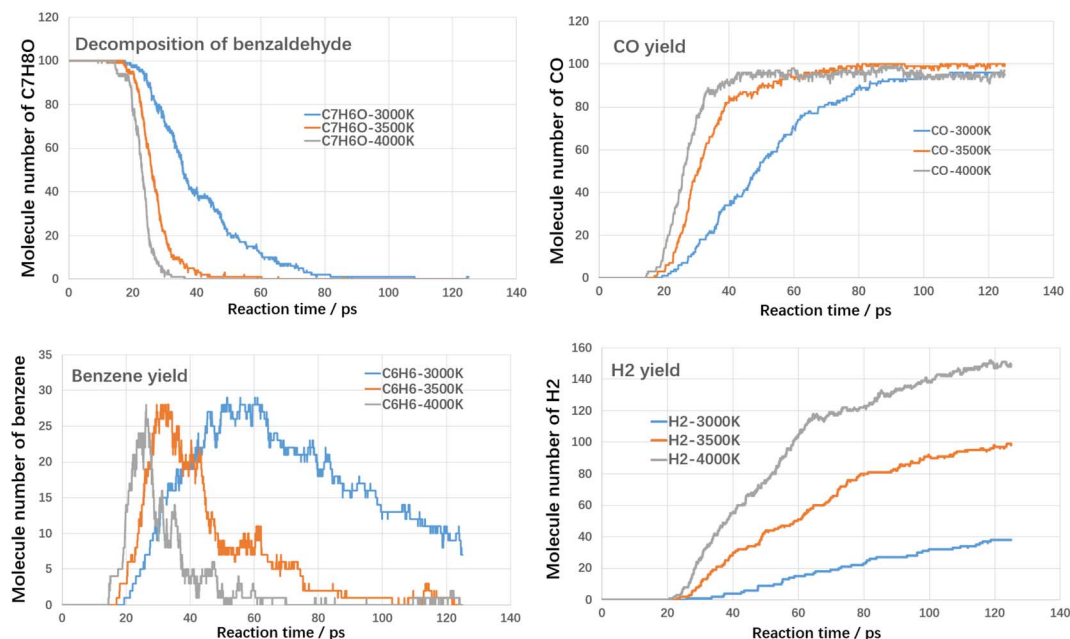 Decomposition of benzaldehyde
Molecule number of C7H8O
120
100
80
60
40
20
0
C7H6O-3000K
C7H6O-3500K
C7H6O-4000K
0 20 40 60 80 100 120 140
Reaction time / ps
CO yield
Molecule number of CO
120
100
80
60
40
20
0
CO-3000K
CO-3500K
CO-4000K
0 20 40 60 80 100 120 140
Reaction time / ps
Benzene yield
Molecule number of benzene
35
30
25
20
15
10
5
0
C6H6-3000K
C6H6-3500K
C6H6-4000K
0 20 40 60 80 100 120 140
Reaction time / ps
H2 yield
Molecule number of H2
160
140
120
100
80
60
40
20
0
H2-3000K
H2-3500K
H2-4000K
0 20 40 60 80 100 120 140
Reaction time / ps